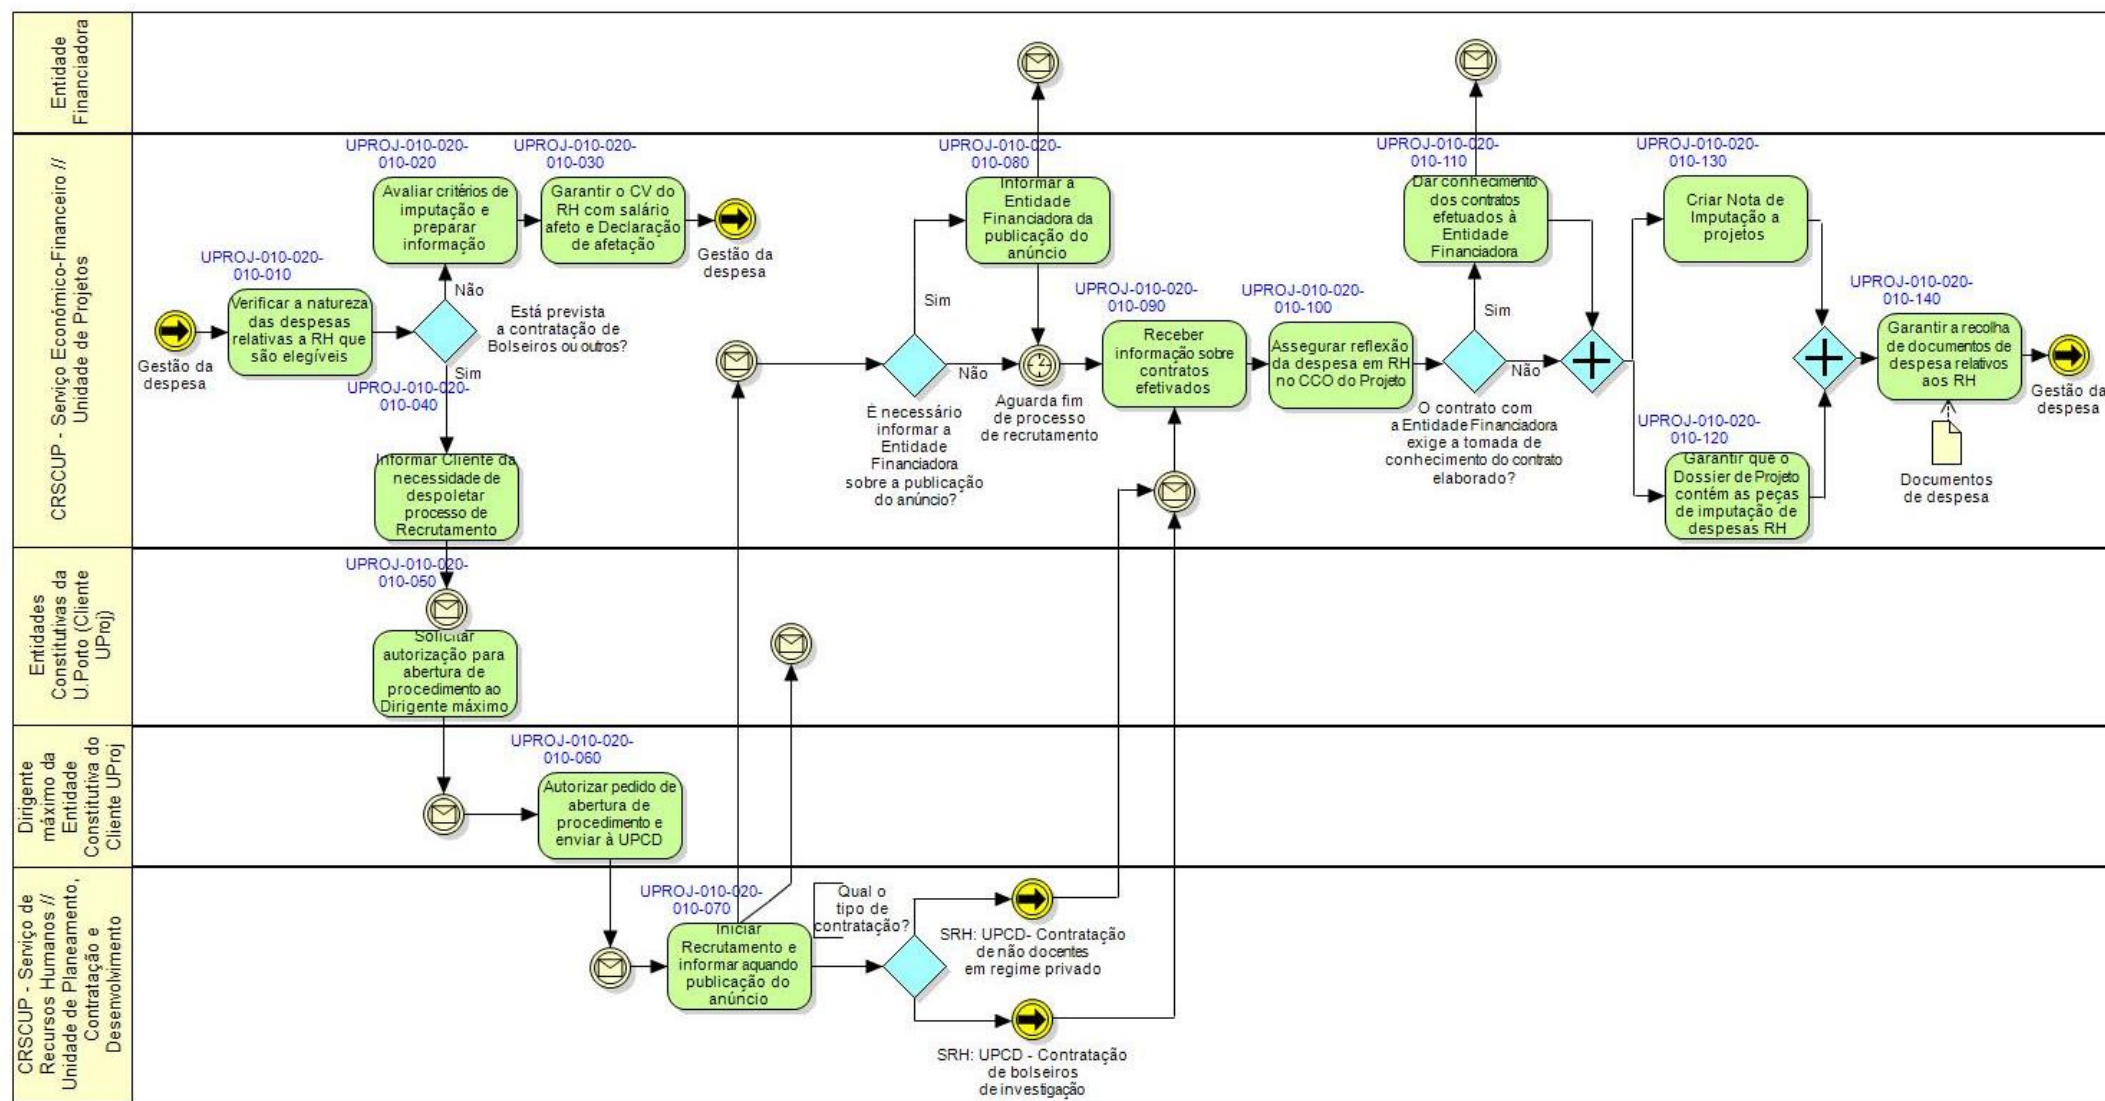 Entidade
Financiadora
CRSCUP - Serviço Económico-Financeiro //
Unidade de Projetos
UPROJ-010-020-
010-010
Verificar a natureza
das despesas
relativas a RH que
são elegíveis
Gestão da
despesa
UPROJ-010-020-
010-020
Avaliar critérios de
imputação e
preparar
informação
UPROJ-010-020-
010-030
Garantir o CV do
RH com salário
afeto e Declaração
de afetação
Gestão da
despesa
Não
Está prevista
a contratação de
Bolseiros ou outros?
Sim
UPROJ-010-020-
010-040
Informar Cliente da
necessidade de
despoletar
processo de
Recrutamento
UPROJ-010-020-
010-080
Informar a
Entidade
Financiadora da
publicação do
anúncio
Sim
Não
É necessário
informar a
Entidade
Financiadora
sobre a publicação
do anúncio?
Aguarda fim
de processo
de recrutamento
UPROJ-010-020-
010-090
Receber
informação sobre
contratos
efetivados
UPROJ-010-020-
010-100
Assegurar reflexão
da despesa em RH
no CCO do Projeto
UPROJ-010-020-
010-110
Dar conhecimento
dos contratos
efetuados à
Entidade
Financiadora
Sim
Não
O contrato com
a Entidade Financiadora
exige a tomada de
conhecimento do contrato
elaborado?
UPROJ-010-020-
010-130
Criar Nota de
Imputação a
projetos
UPROJ-010-020-
010-120
Garantir que o
Dossier de Projeto
contém as peças
de imputação de
despesas RH
UPROJ-010-020-
010-140
Garantir a recolha
de documentos de
despesa relativos
aos RH
Gestão da
despesa
Documentos
de despesa
Entidades
Constitutivas da
U.Porto (Cliente
UProj)
UPROJ-010-020-
010-050
Solicitar
autorização para
abertura de
procedimento ao
Dirigente máximo
Dirigente
máximo da
Entidade
Constitutiva do
Cliente UProj
UPROJ-010-020-
010-060
Autorizar pedido de
abertura de
procedimento e
enviar à UPCD
CRSCUP - Serviço de
Recursos Humanos //
Unidade de Planeamento,
Contratação e
Desenvolvimento
UPROJ-010-020-
010-070
Iniciar
Recrutamento e
informar aquando
publicação do
anúncio
Qual o
tipo de
contratação?
SRH: UPCD- Contratação
de não docentes
em regime privado
SRH: UPCD - Contratação
de bolseiros
de investigação